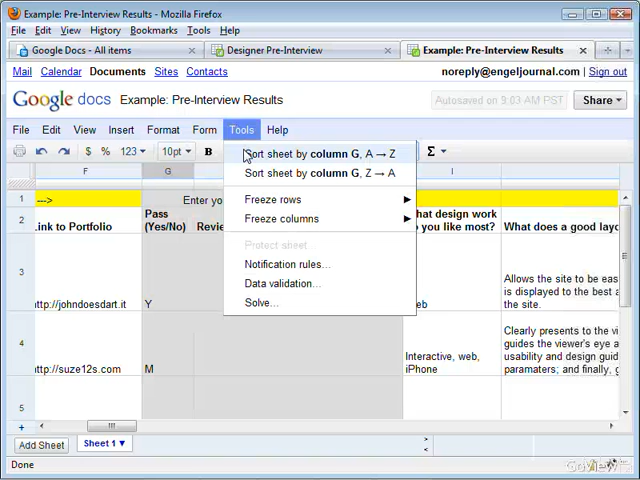 Example: Pre-Interview Results - Mozilla Firefox
File Edit View History Bookmarks Tools Help
Google Docs - All items
Designer Pre-Interview
Example: Pre-Interview Results
Mail Calendar Documents Sites Contacts
noreply@engeljournal.com | Sign out
Google docs Example: Pre-Interview Results
Autosaved on 9:03 AM PST
Share
File Edit View Insert Format Form Tools Help
$ % 123 10pt B Σ
Sort sheet by column G, A → Z
Sort sheet by column G, Z → A
Freeze rows
Freeze columns
Protect sheet...
Notification rules...
Data validation...
Solve...
F G I
1 ---> Enter yo
2 Link to Portfolio Pass (Yes/No) Revie hat design work
o you like most? What does a good layo
3 http://johndoesdart.it Y eb Allows the site to be eas
is displayed to the best a
the site.
4 http://suze12s.com M Interactive, web,
iPhone Clearly presents to the vi
guides the viewer's eye a
usability and design guid
paramaters; and finally, g
5
+
Add Sheet Sheet 1
Done
GoView